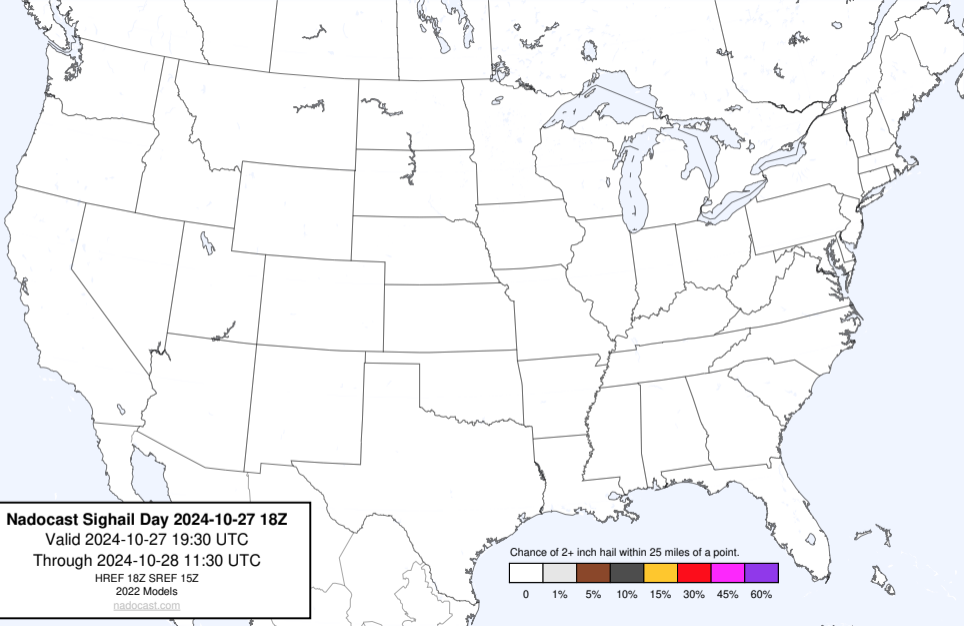 Nadocast Sighail Day 2024-10-27 18Z
Valid 2024-10-27 19:30 UTC
Through 2024-10-28 11:30 UTC
HREF 18Z SREF 15Z
2022 Models
nadocast.com
Chance of 2+ inch hail within 25 miles of a point.
0 1% 5% 10% 15% 30% 45% 60%